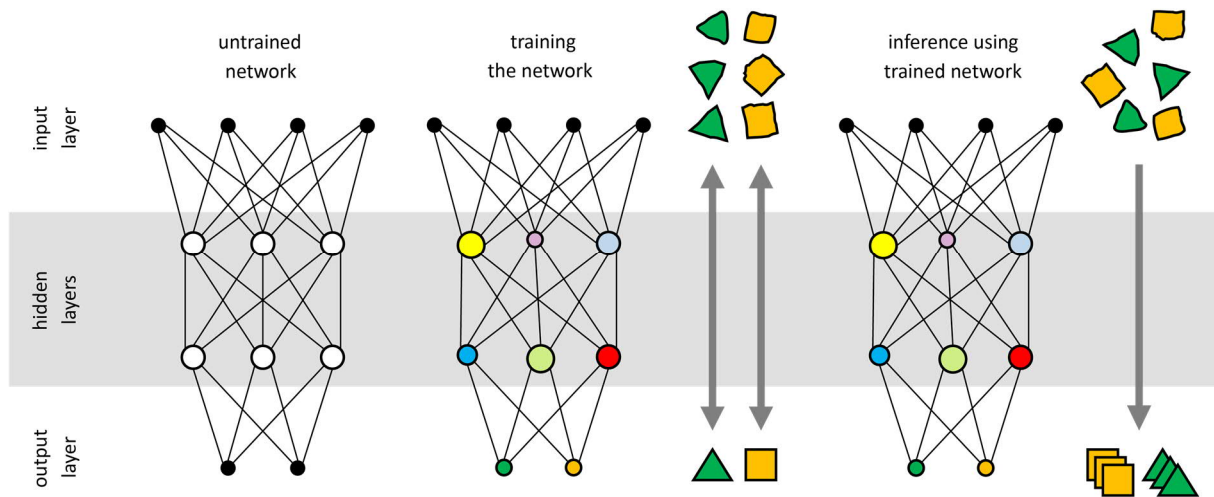 untrained
network
training
the network
inference using
trained network
input
layer
hidden
layers
output
layer